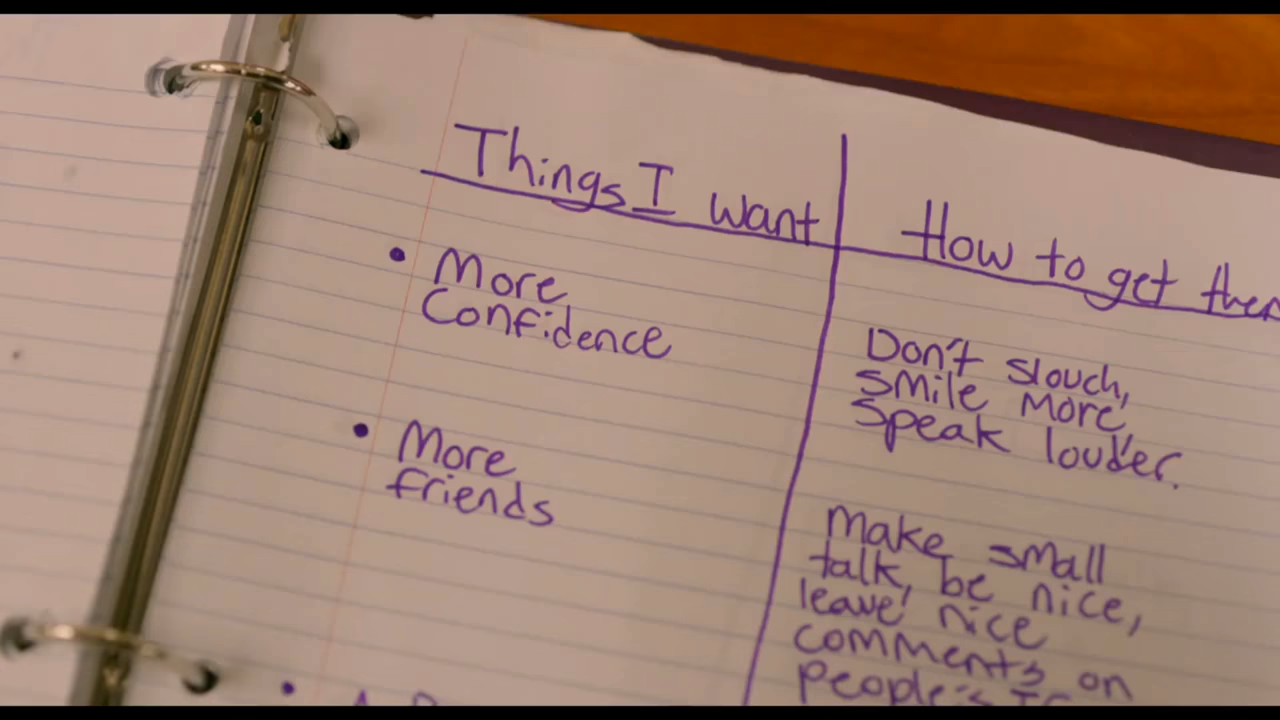 Things I want
How to get
• More
Confidence
Don't slouch,
smile more,
speak louder.
• More
friends
Make small
talk, be nice,
leave nice
comments on
people's